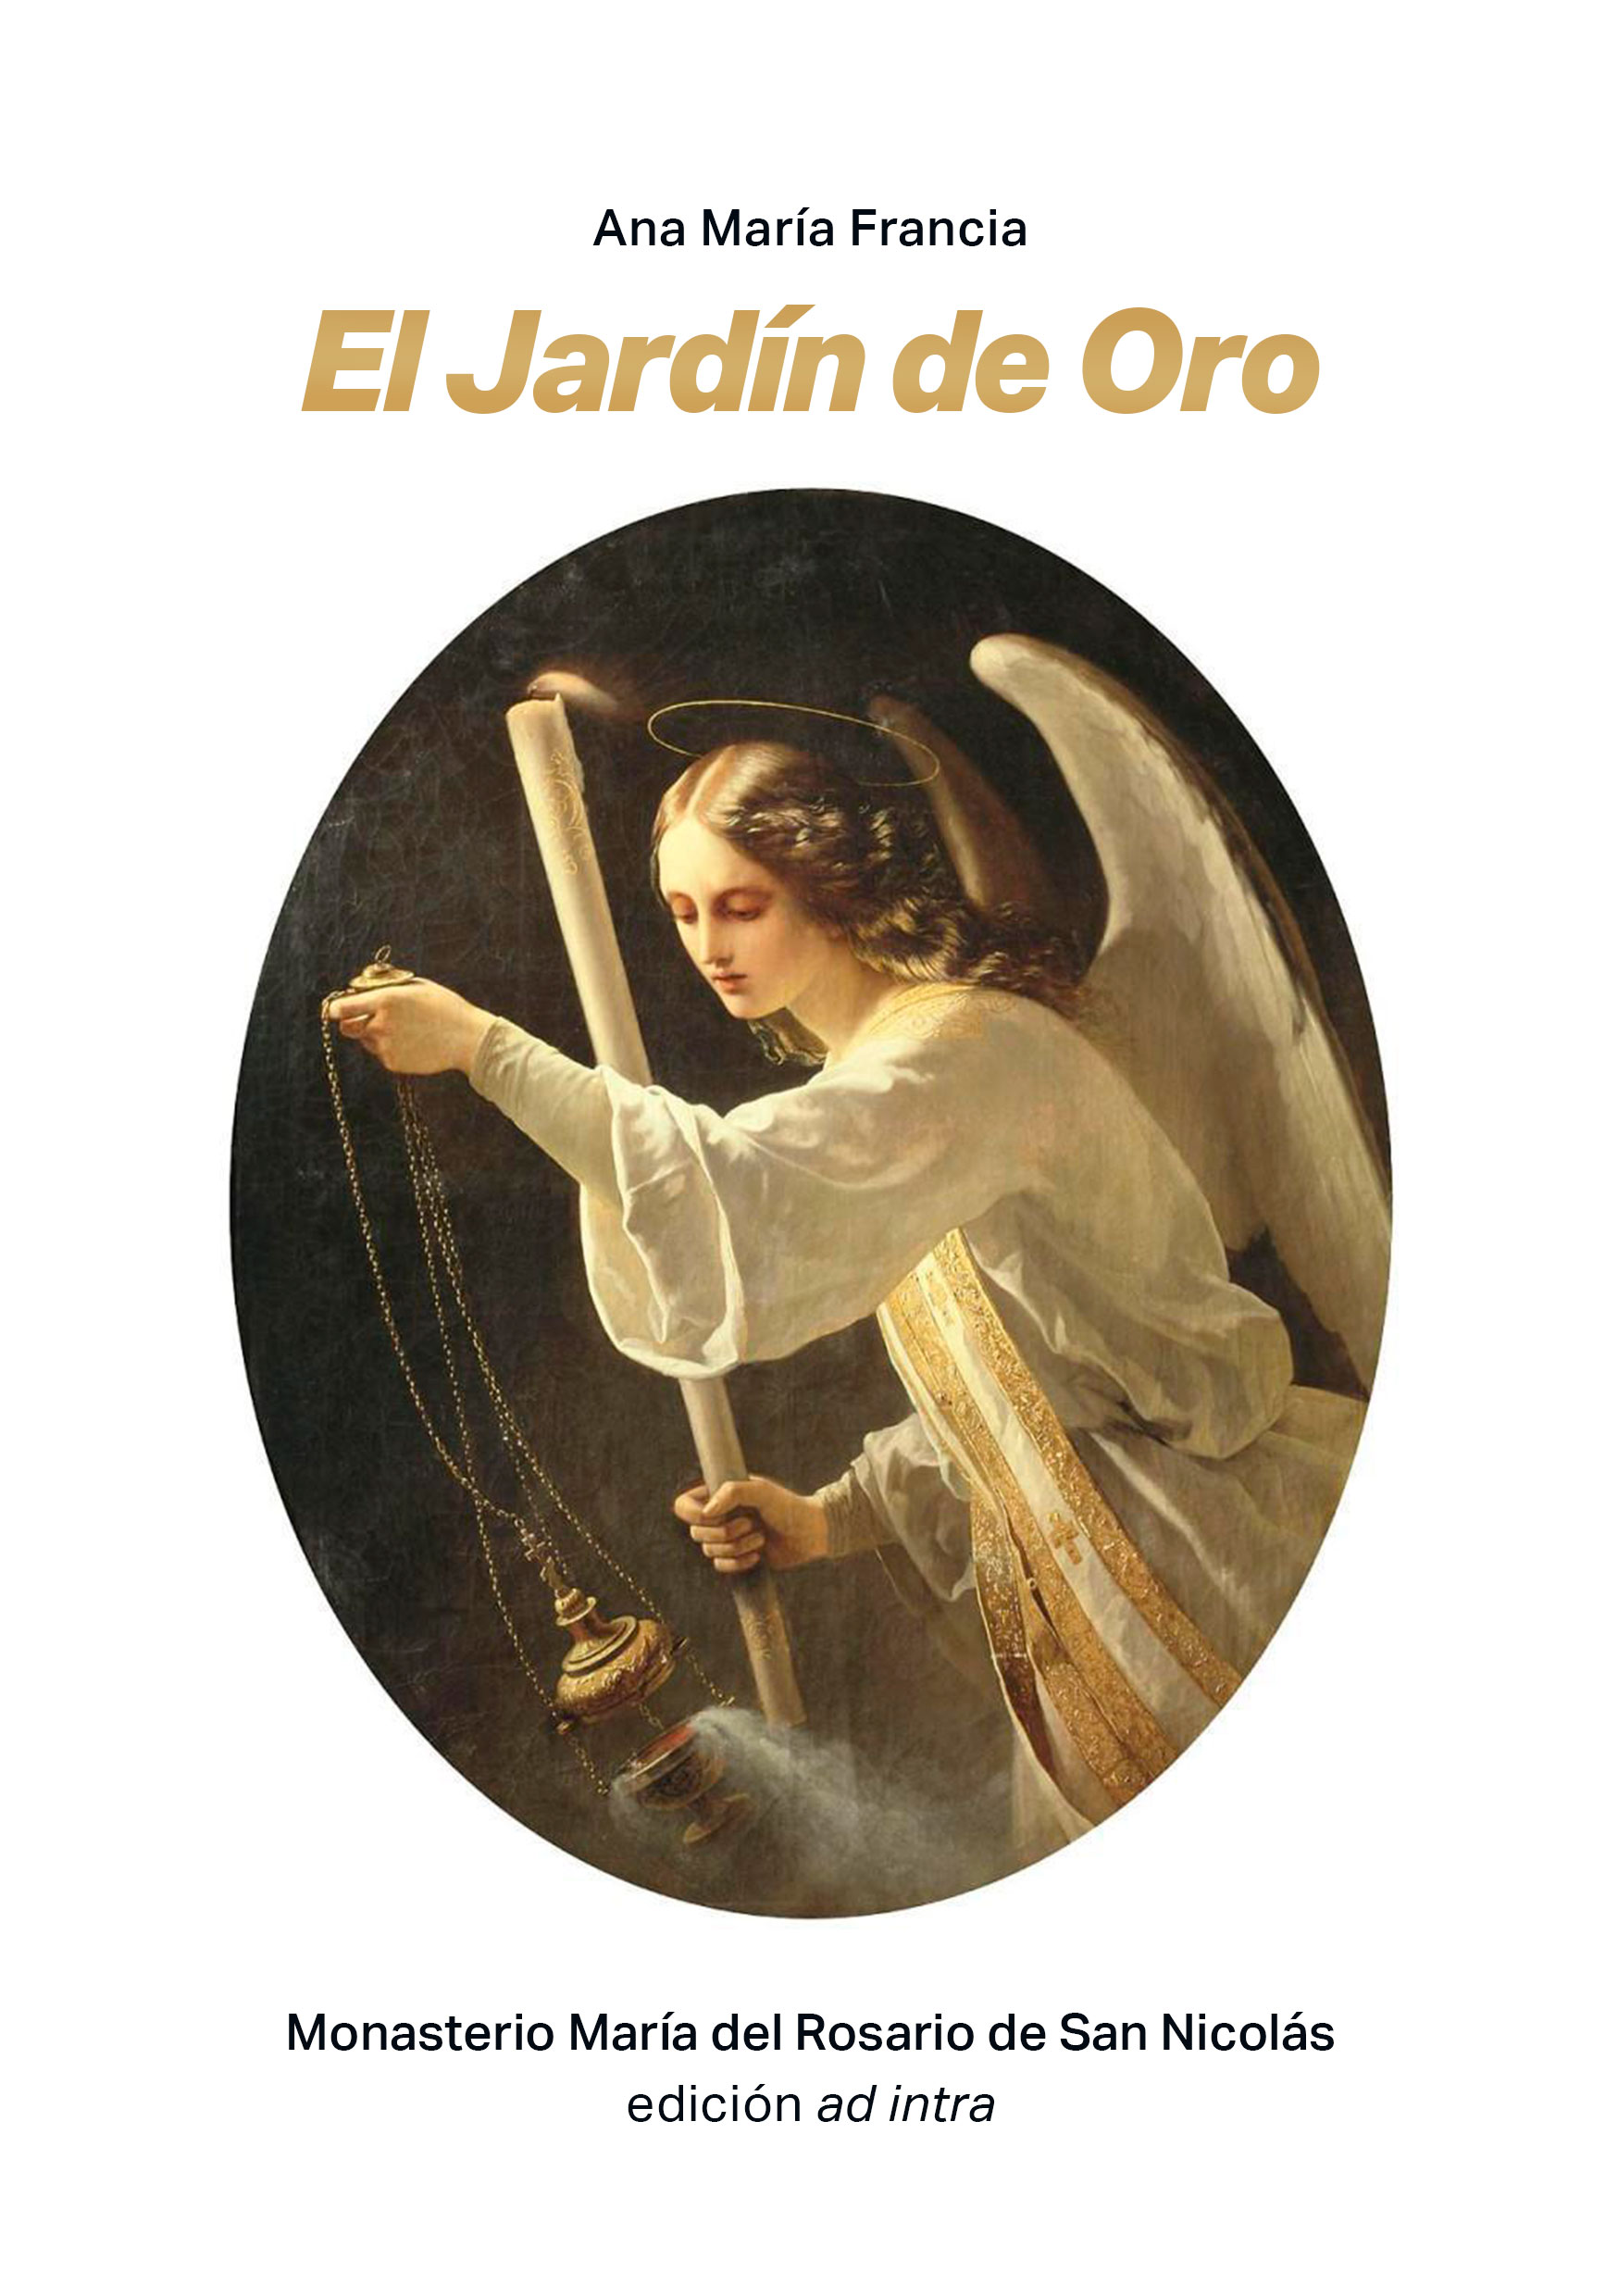 Ana María Francia
El Jardín de Oro
Monasterio María del Rosario de San Nicolás
edición ad intra